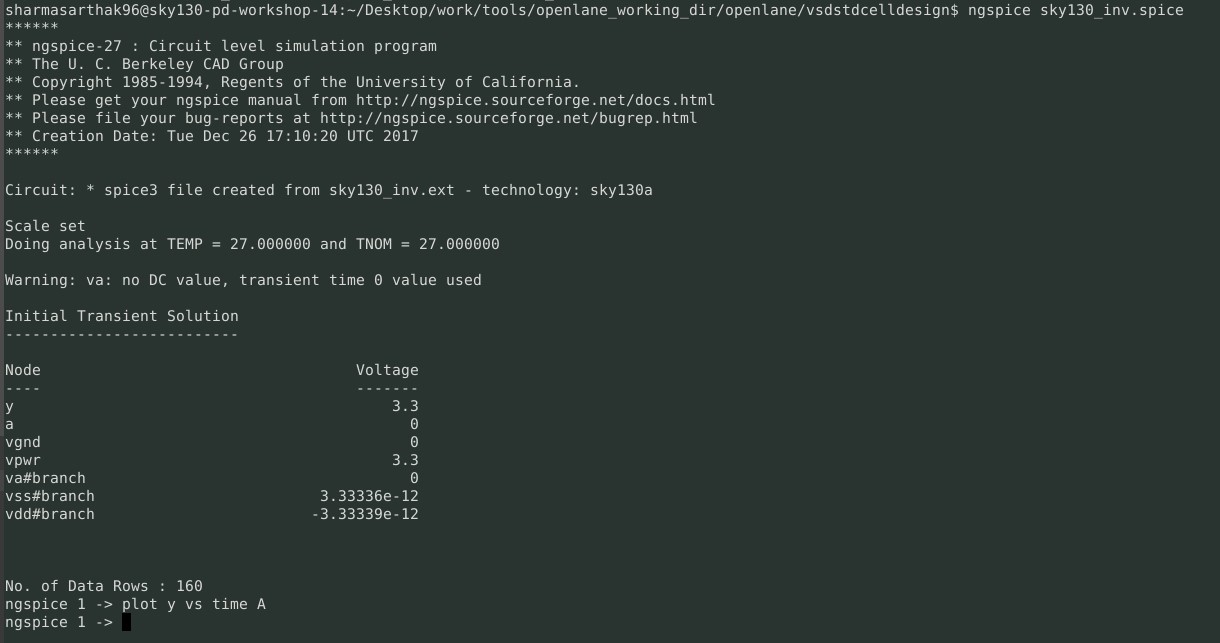 sharmasarthak96@sky130-pd-workshop-14:~/Desktop/work/tools/openlane_working_dir/openlane/vsdstdcelldesign$ ngspice sky130_inv.spice
******
** ngspice-27 : Circuit level simulation program
** The U. C. Berkeley CAD Group
** Copyright 1985-1994, Regents of the University of California.
** Please get your ngspice manual from http://ngspice.sourceforge.net/docs.html
** Please file your bug-reports at http://ngspice.sourceforge.net/bugrep.html
** Creation Date: Tue Dec 26 17:10:20 UTC 2017
******
Circuit: * spice3 file created from sky130_inv.ext - technology: sky130a
Scale set
Doing analysis at TEMP = 27.000000 and TNOM = 27.000000
Warning: va: no DC value, transient time 0 value used
Initial Transient Solution
--------------------------
Node                                   Voltage
----                                   -------
y                                          3.3
a                                            0
vgnd                                         0
vpwr                                       3.3
va#branch                                    0
vss#branch                         3.33336e-12
vdd#branch                        -3.33339e-12
No. of Data Rows : 160
ngspice 1 -> plot y vs time A
ngspice 1 ->